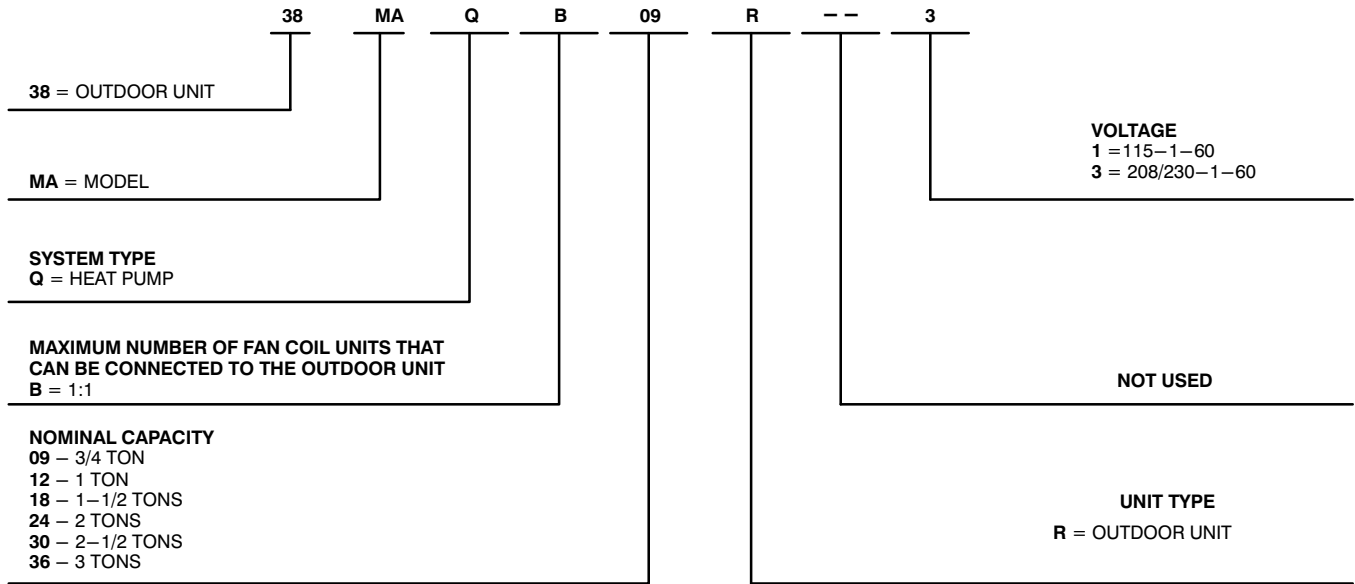 38 MA Q B 09 R – – 3
38 = OUTDOOR UNIT
MA = MODEL
SYSTEM TYPE
Q = HEAT PUMP
MAXIMUM NUMBER OF FAN COIL UNITS THAT
CAN BE CONNECTED TO THE OUTDOOR UNIT
B = 1:1
NOMINAL CAPACITY
09 – 3/4 TON
12 – 1 TON
18 – 1–1/2 TONS
24 – 2 TONS
30 – 2–1/2 TONS
36 – 3 TONS
VOLTAGE
1 =115–1–60
3 = 208/230–1–60
NOT USED
UNIT TYPE
R = OUTDOOR UNIT